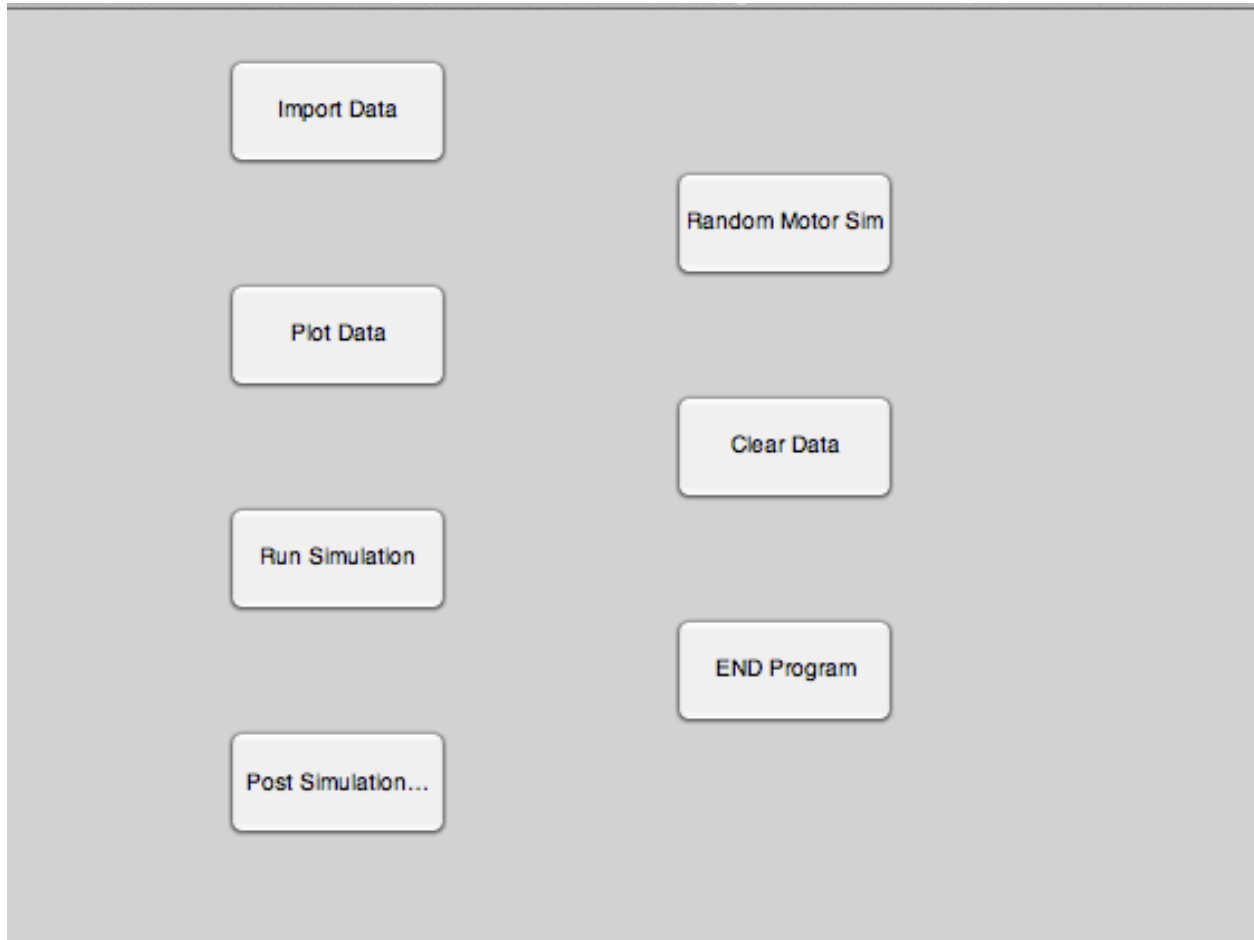 Import Data
Random Motor Sim
Plot Data
Clear Data
Run Simulation
END Program
Post Simulation...